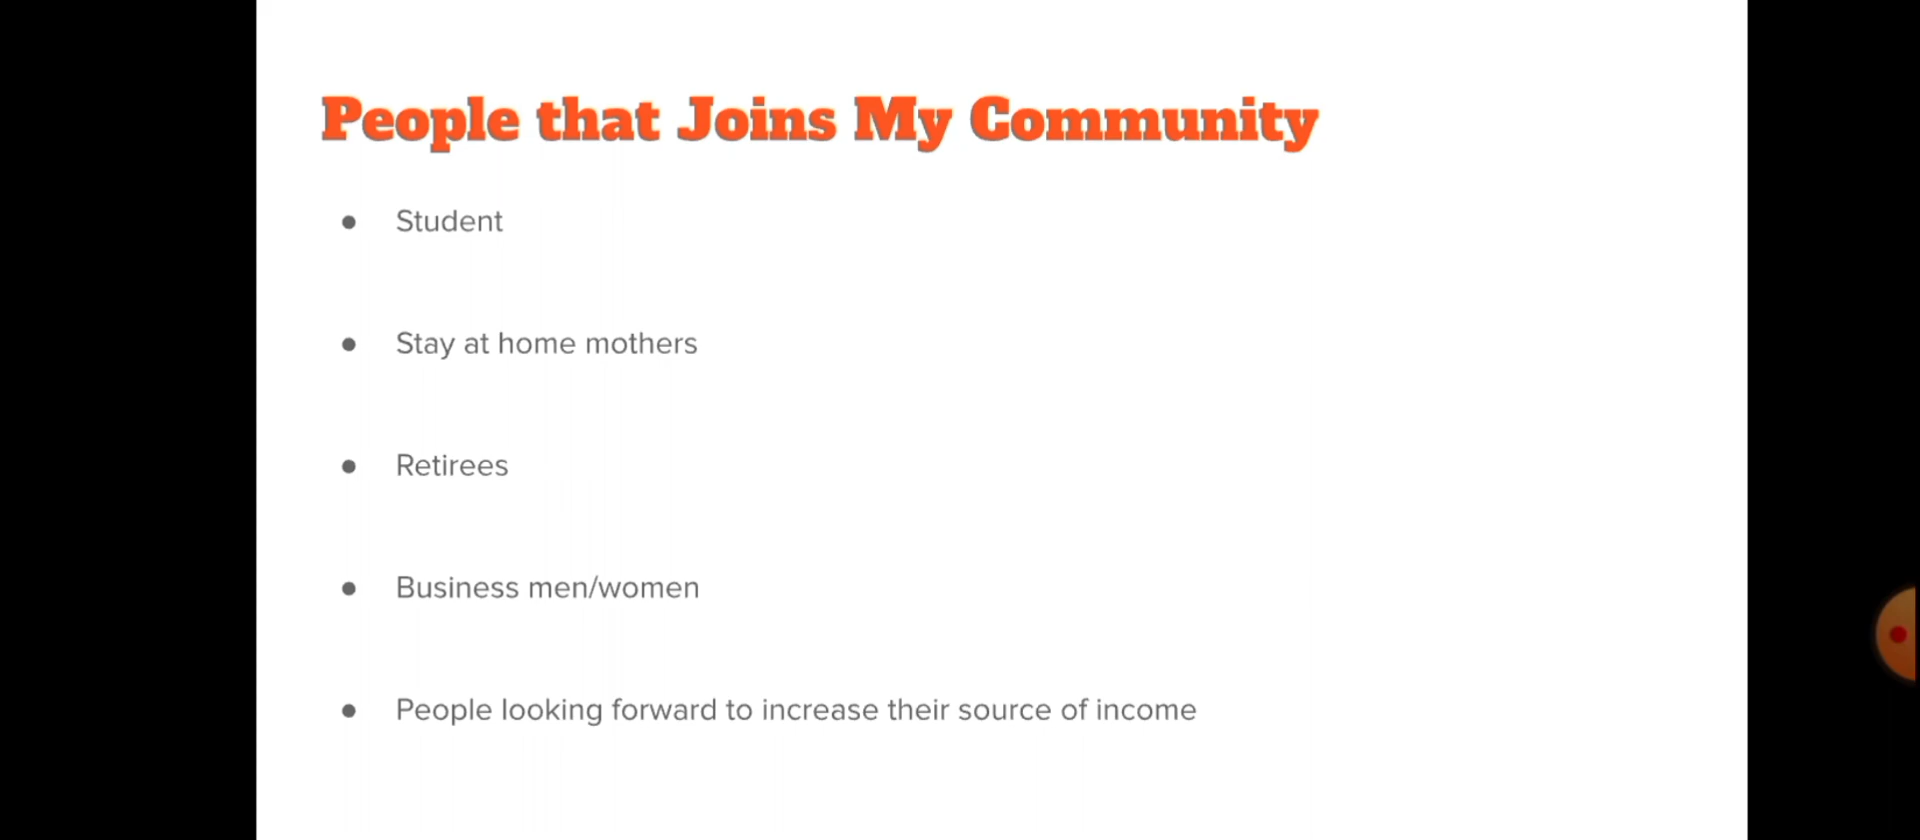 People that Joins My Community
● Student
● Stay at home mothers
● Retirees
● Business men/women
● People looking forward to increase their source of income